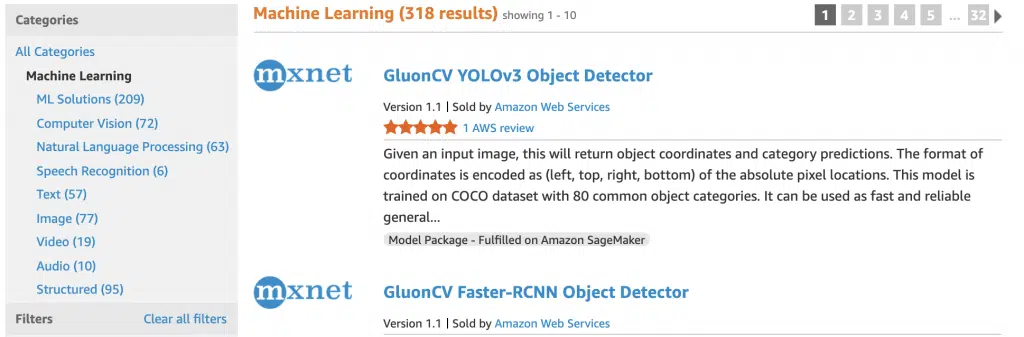 Categories
All Categories
Machine Learning
ML Solutions (209)
Computer Vision (72)
Natural Language Processing (63)
Speech Recognition (6)
Text (57)
Image (77)
Video (19)
Audio (10)
Structured (95)
Filters Clear all filters
Machine Learning (318 results) showing 1 - 10
1 2 3 4 5 ... 32
mxnet
GluonCV YOLOv3 Object Detector
Version 1.1 | Sold by Amazon Web Services
1 AWS review
Given an input image, this will return object coordinates and category predictions. The format of
coordinates is encoded as (left, top, right, bottom) of the absolute pixel locations. This model is
trained on COCO dataset with 80 common object categories. It can be used as fast and reliable
general...
Model Package - Fulfilled on Amazon SageMaker
mxnet
GluonCV Faster-RCNN Object Detector
Version 1.1 | Sold by Amazon Web Services